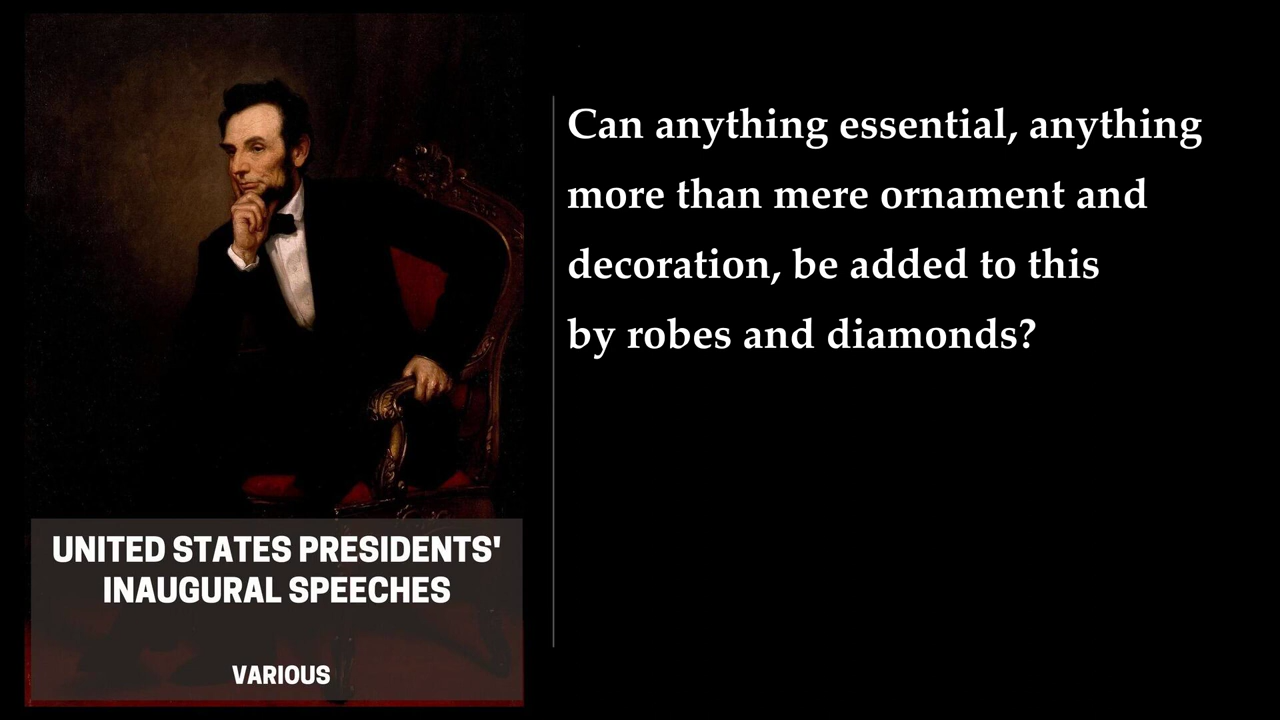 Can anything essential, anything
more than mere ornament and
decoration, be added to this
by robes and diamonds?
UNITED STATES PRESIDENTS'
INAUGURAL SPEECHES
VARIOUS